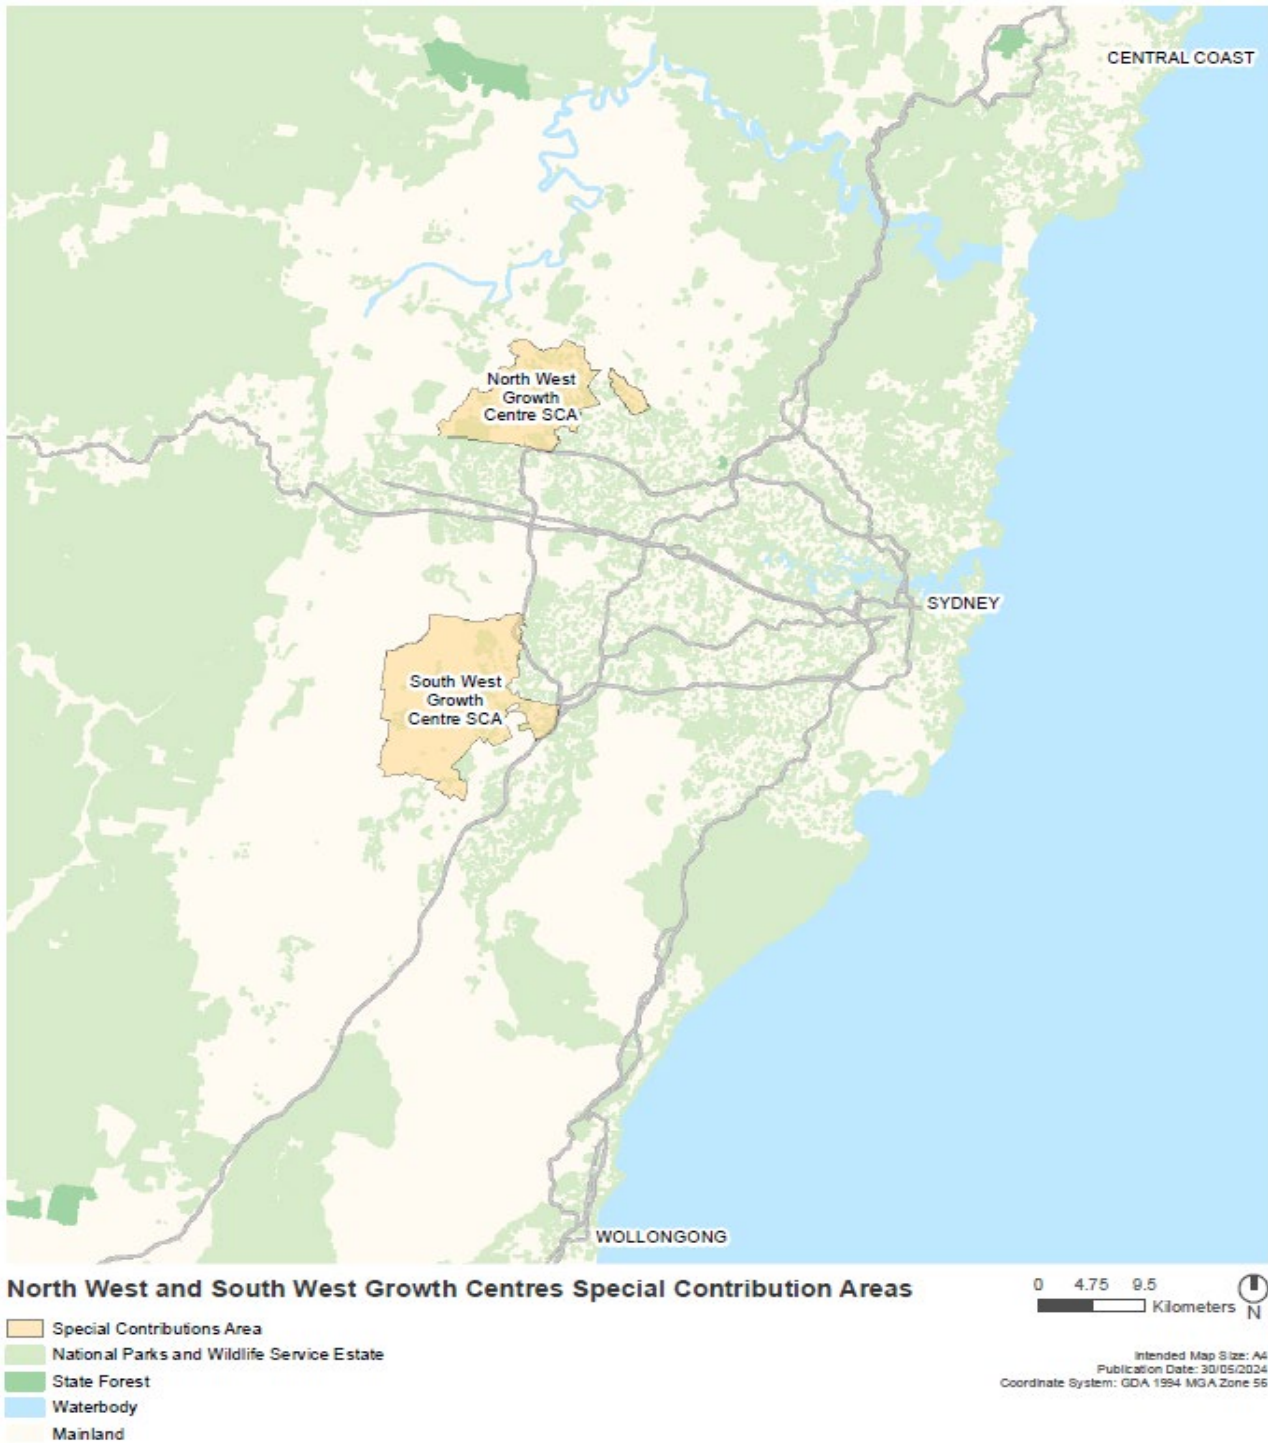 CENTRAL COAST
North West
Growth
Centre SCA
SYDNEY
South West
Growth
Centre SCA
WOLLONGONG
North West and South West Growth Centres Special Contribution Areas
0 4.75 9.5
Kilometers
N
Special Contributions Area
National Parks and Wildlife Service Estate
State Forest
Waterbody
Mainland
Intended Map Size: A4
Publication Date: 30/05/2024
Coordinate System: GDA 1994 MGA Zone 56